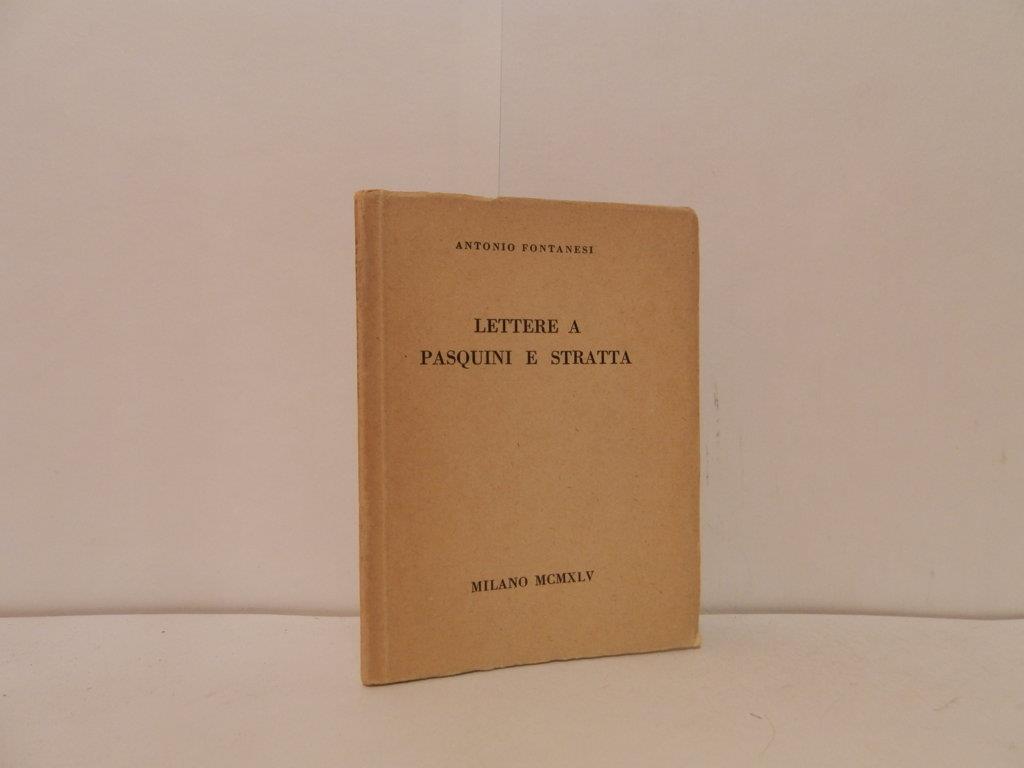 ANTONIO FONTANESI
LETTERE A
PASQUINI E STRATTA
MILANO MCMXLV